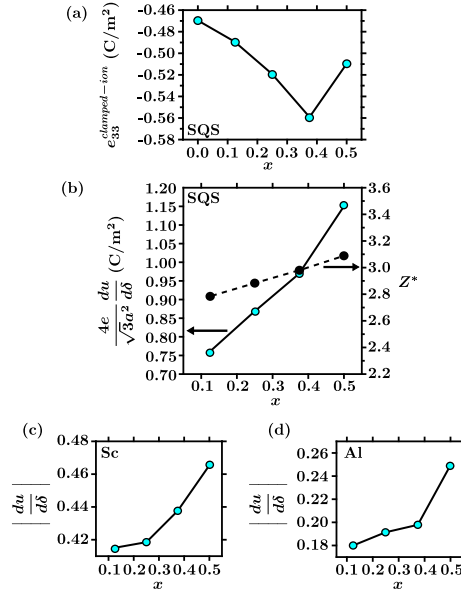 (a)
e_{33}^{clamped-ion} (C/m²)
-0.46
-0.48
-0.50
-0.52
-0.54
-0.56
-0.58
SQS
0.0 0.1 0.2 0.3 0.4 0.5
x
(b)
4e/√3a² du/dδ (C/m²)
1.20
1.15
1.10
1.05
1.00
0.95
0.90
0.85
0.80
0.75
0.70
SQS
3.6
3.4
3.2
3.0
2.8
2.6
2.4
2.2
Z*
0.1 0.2 0.3 0.4 0.5
x
(c)
|du/dδ|
0.48
0.46
0.44
0.42
Sc
0.1 0.2 0.3 0.4 0.5
x
(d)
|du/dδ|
0.26
0.24
0.22
0.20
0.18
Al
0.1 0.2 0.3 0.4 0.5
x